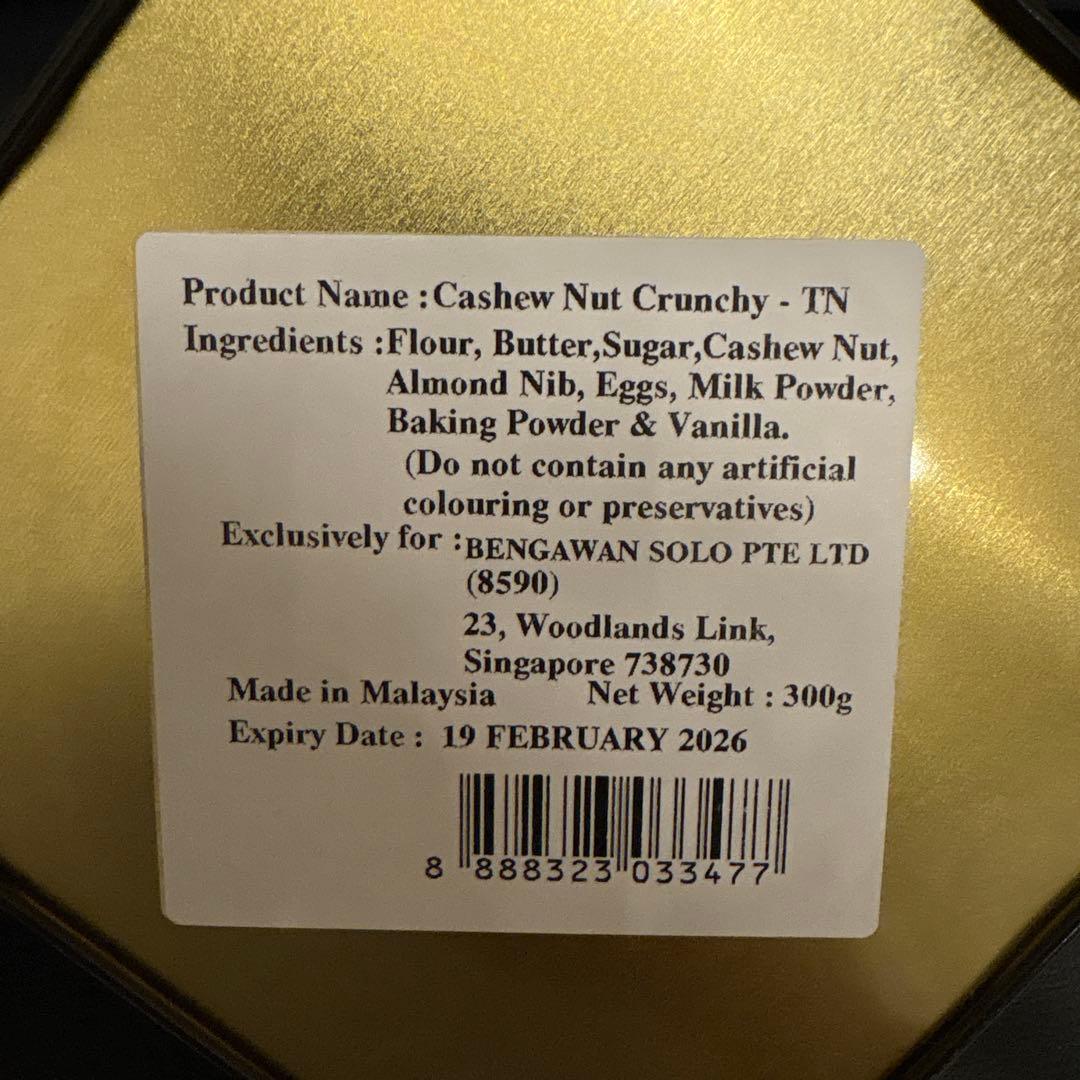 Product Name :Cashew Nut Crunchy - TN
Ingredients :Flour, Butter,Sugar,Cashew Nut,
Almond Nib, Eggs, Milk Powder,
Baking Powder & Vanilla.
(Do not contain any artificial
colouring or preservatives)
Exclusively for :BENGAWAN SOLO PTE LTD
(8590)
23, Woodlands Link,
Singapore 738730
Made in Malaysia Net Weight : 300g
Expiry Date : 19 FEBRUARY 2026
8 888323 033477